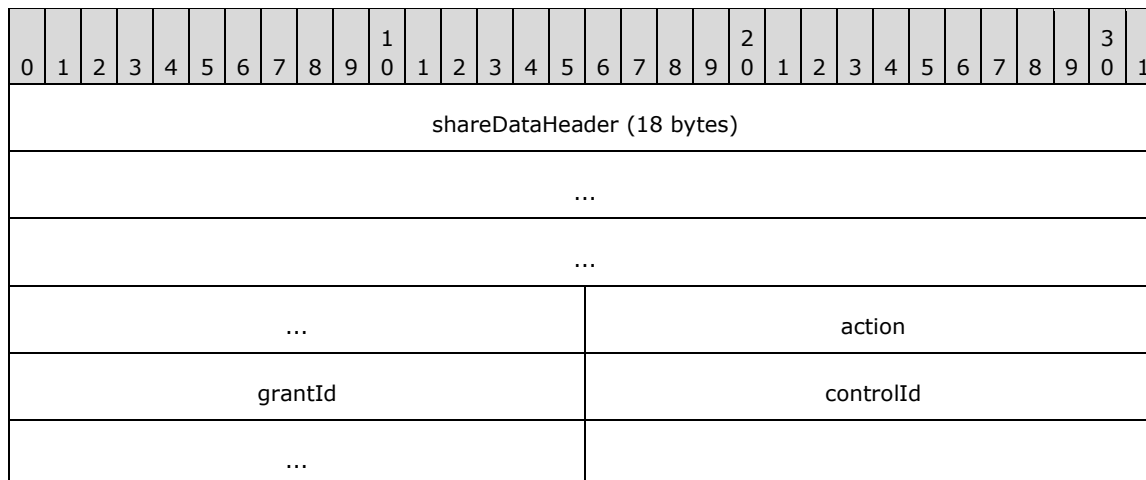 1 2 3
0 1 2 3 4 5 6 7 8 9 0 1 2 3 4 5 6 7 8 9 0 1 2 3 4 5 6 7 8 9 0 1
shareDataHeader (18 bytes)
...
...
... action
grantId controlId
...